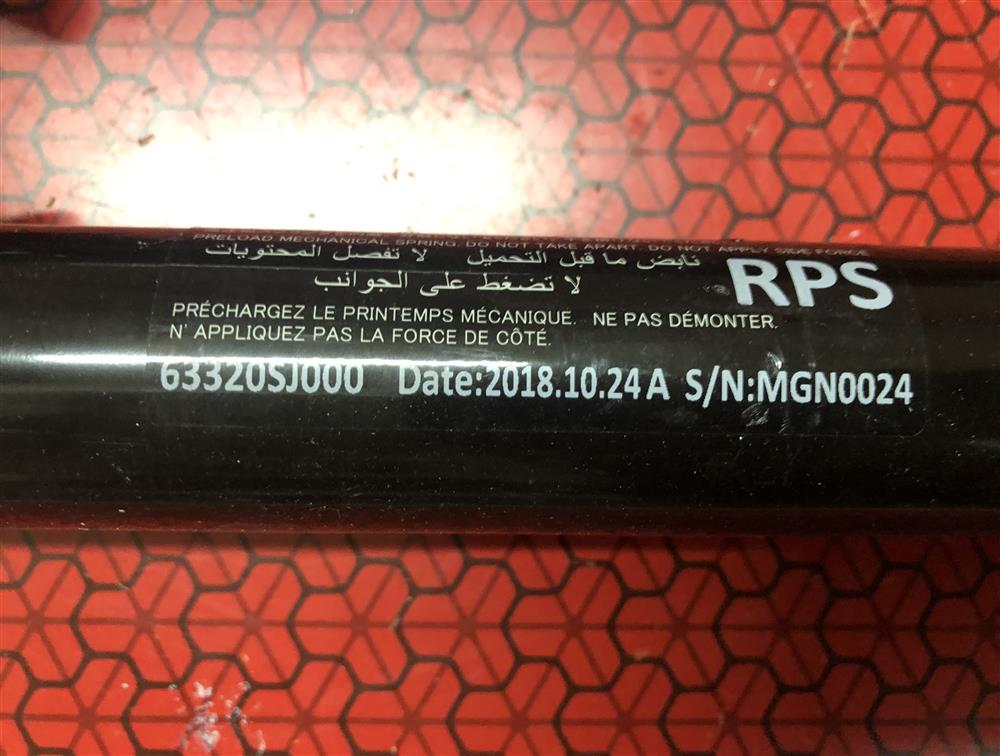 PRELOAD MECHANICAL SPRING. DO NOT TAKE APART. DO NOT APPLY SIDE FORCE.
نابض ما قبل التحميل لا تفصل المحتويات
لا تضغط على الجوانب
RPS
PRÉCHARGEZ LE PRINTEMPS MÉCANIQUE. NE PAS DÉMONTER.
N' APPLIQUEZ PAS LA FORCE DE CÔTÉ.
63320SJ000 Date:2018.10.24A S/N:MGN0024